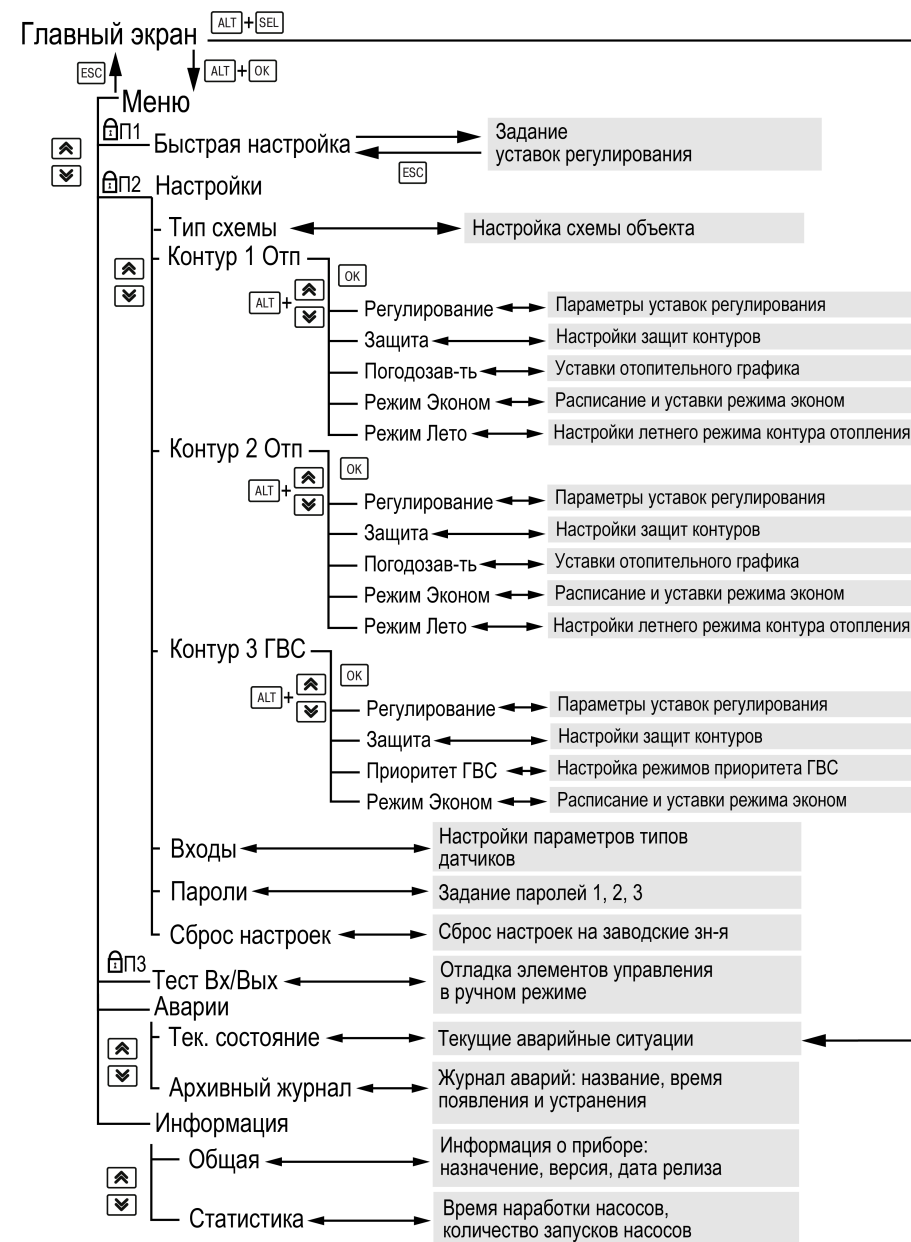 Главный экран ALT+SEL
ESC ALT+OK
Меню
П1
Быстрая настройка
Задание
уставок регулирования
ESC
П2 Настройки
Тип схемы Настройка схемы объекта
Контур 1 Отп
OK
ALT+
Регулирование Параметры уставок регулирования
Защита Настройки защит контуров
Погодозав-ть Уставки отопительного графика
Режим Эконом Расписание и уставки режима эконом
Режим Лето Настройки летнего режима контура отопления
Контур 2 Отп
OK
ALT+
Регулирование Параметры уставок регулирования
Защита Настройки защит контуров
Погодозав-ть Уставки отопительного графика
Режим Эконом Расписание и уставки режима эконом
Режим Лето Настройки летнего режима контура отопления
Контур 3 ГВС
OK
ALT+
Регулирование Параметры уставок регулирования
Защита Настройки защит контуров
Приоритет ГВС Настройка режимов приоритета ГВС
Режим Эконом Расписание и уставки режима эконом
Входы
Настройки параметров типов
датчиков
Пароли Задание паролей 1, 2, 3
Сброс настроек Сброс настроек на заводские зн-я
П3
Тест Вх/Вых
Отладка элементов управления
в ручном режиме
Аварии
Тек. состояние Текущие аварийные ситуации
Архивный журнал
Журнал аварий: название, время
появления и устранения
Информация
Общая
Информация о приборе:
назначение, версия, дата релиза
Статистика
Время наработки насосов,
количество запусков насосов